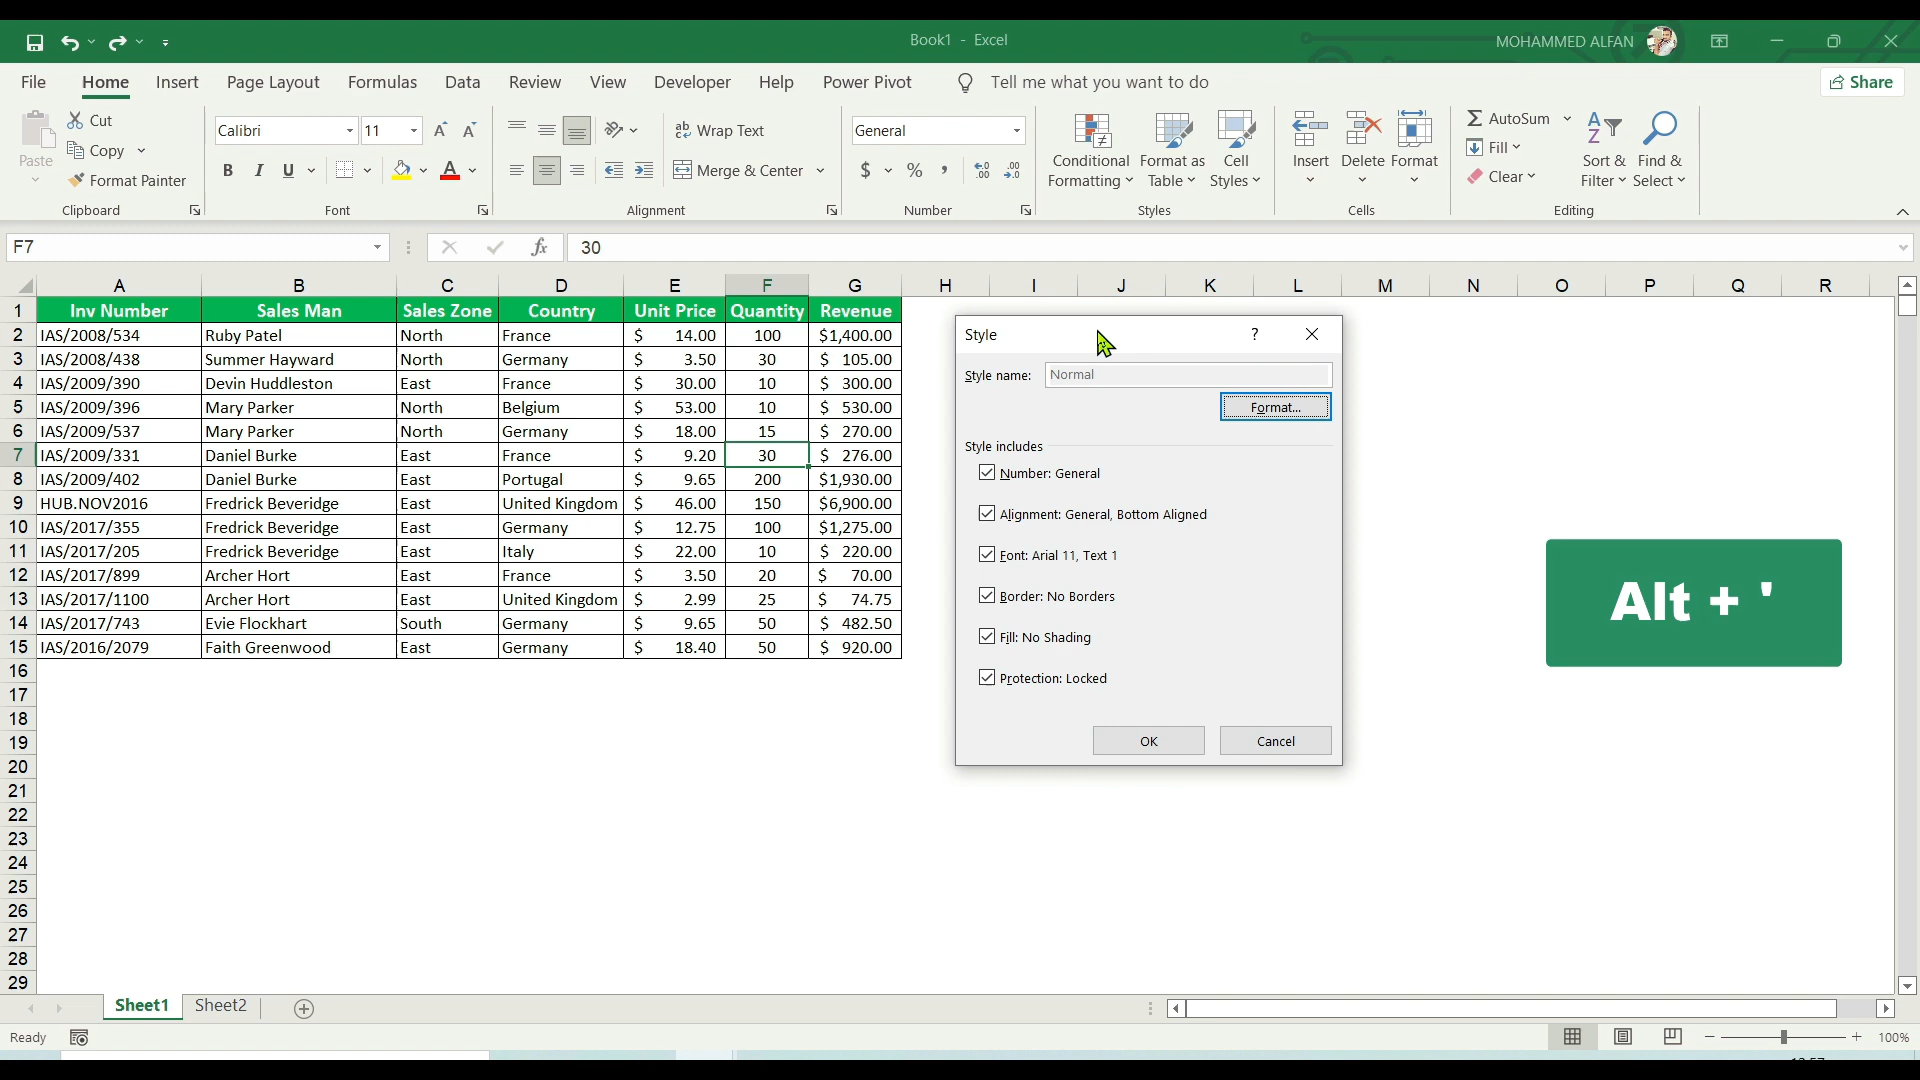 Book1 - Excel
MOHAMMED ALFAN
File Home Insert Page Layout Formulas Data Review View Developer Help Power Pivot Tell me what you want to do Share
Paste
Cut
Copy
Format Painter
Clipboard
Calibri 11
B I U
Font
Wrap Text
Merge & Center
Alignment
General
$ % ,
Number
Conditional Formatting
Format as Table
Cell Styles
Styles
Insert
Delete
Format
Cells
AutoSum
Fill
Clear
Sort & Filter
Find & Select
Editing
F7 fx 30
A B C D E F G H I J K L M N O P Q R
1 Inv Number Sales Man Sales Zone Country Unit Price Quantity Revenue
2 IAS/2008/534 Ruby Patel North France $ 14.00 100 $1,400.00
3 IAS/2008/438 Summer Hayward North Germany $ 3.50 30 $ 105.00
4 IAS/2009/390 Devin Huddleston East France $ 30.00 10 $ 300.00
5 IAS/2009/396 Mary Parker North Belgium $ 53.00 10 $ 530.00
6 IAS/2009/537 Mary Parker North Germany $ 18.00 15 $ 270.00
7 IAS/2009/331 Daniel Burke East France $ 9.20 30 $ 276.00
8 IAS/2009/402 Daniel Burke East Portugal $ 9.65 200 $1,930.00
9 HUB.NOV2016 Fredrick Beveridge East United Kingdom $ 46.00 150 $6,900.00
10 IAS/2017/355 Fredrick Beveridge East Germany $ 12.75 100 $1,275.00
11 IAS/2017/205 Fredrick Beveridge East Italy $ 22.00 10 $ 220.00
12 IAS/2017/899 Archer Hort East France $ 3.50 20 $ 70.00
13 IAS/2017/1100 Archer Hort East United Kingdom $ 2.99 25 $ 74.75
14 IAS/2017/743 Evie Flockhart South Germany $ 9.65 50 $ 482.50
15 IAS/2016/2079 Faith Greenwood East Germany $ 18.40 50 $ 920.00
16
17
18
19
20
21
22
23
24
25
26
27
28
29
Style ?
Style name: Normal
Format...
Style includes
Number: General
Alignment: General, Bottom Aligned
Font: Arial 11, Text 1
Border: No Borders
Fill: No Shading
Protection: Locked
OK Cancel
Alt + '
Sheet1 Sheet2
Ready 100%